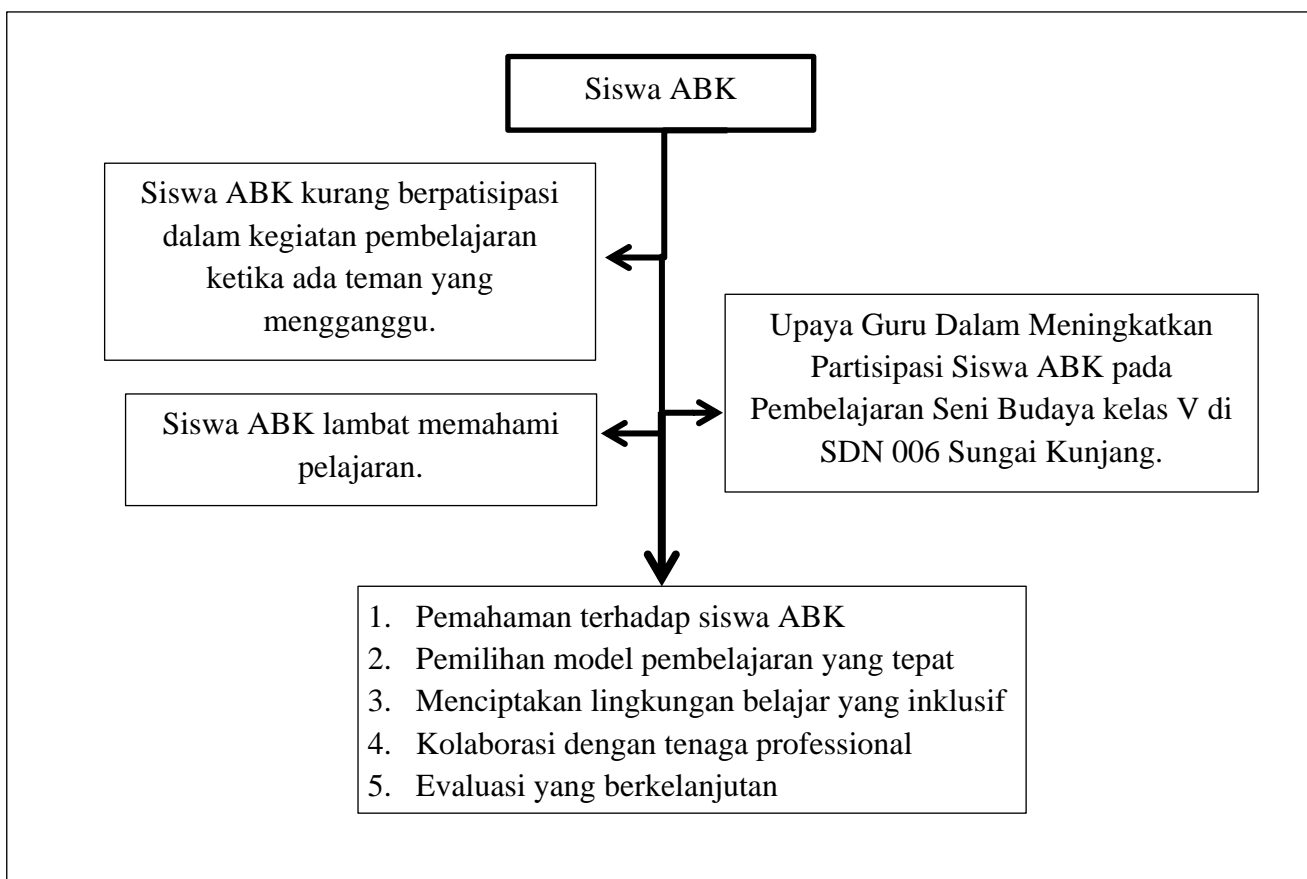 Siswa ABK
Siswa ABK kurang berpatisipasi
dalam kegiatan pembelajaran
ketika ada teman yang
mengganggu.
Upaya Guru Dalam Meningkatkan
Partisipasi Siswa ABK pada
Pembelajaran Seni Budaya kelas V di
SDN 006 Sungai Kunjang.
Siswa ABK lambat memahami
pelajaran.
1. Pemahaman terhadap siswa ABK
2. Pemilihan model pembelajaran yang tepat
3. Menciptakan lingkungan belajar yang inklusif
4. Kolaborasi dengan tenaga professional
5. Evaluasi yang berkelanjutan